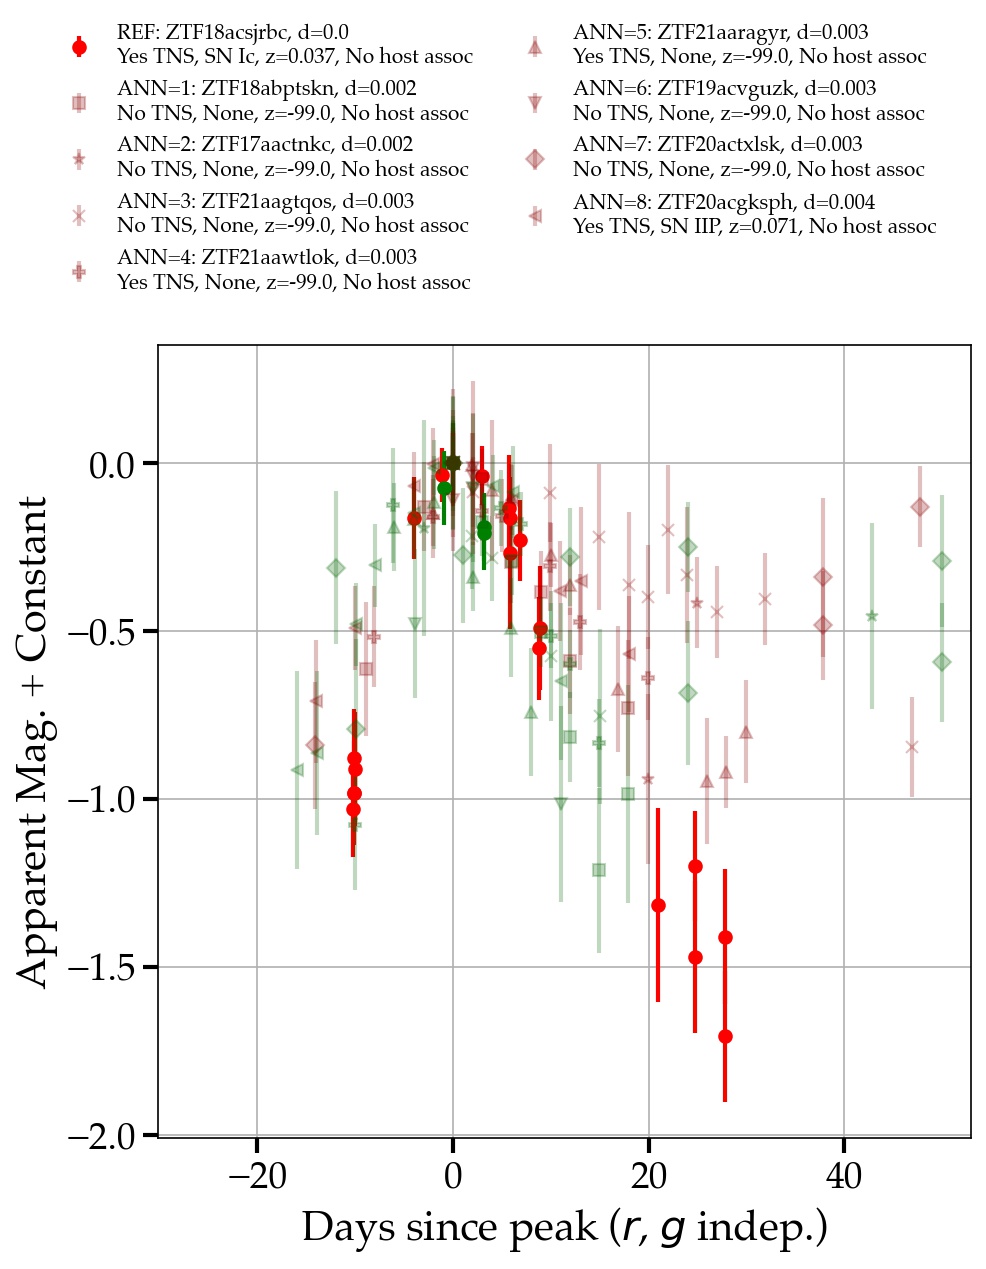 REF: ZTF18acsjrbc, d=0.0
Yes TNS, SN Ic, z=0.037, No host assoc
ANN=1: ZTF18abptskn, d=0.002
No TNS, None, z=-99.0, No host assoc
ANN=2: ZTF17aactnkc, d=0.002
No TNS, None, z=-99.0, No host assoc
ANN=3: ZTF21aagtqos, d=0.003
No TNS, None, z=-99.0, No host assoc
ANN=4: ZTF21aawtlok, d=0.003
Yes TNS, None, z=-99.0, No host assoc
ANN=5: ZTF21aaragyr, d=0.003
Yes TNS, None, z=-99.0, No host assoc
ANN=6: ZTF19acvguzk, d=0.003
No TNS, None, z=-99.0, No host assoc
ANN=7: ZTF20actxlsk, d=0.003
No TNS, None, z=-99.0, No host assoc
ANN=8: ZTF20acgksph, d=0.004
Yes TNS, SN IIP, z=0.071, No host assoc
Apparent Mag. + Constant
0.0
−0.5
−1.0
−1.5
−2.0
−20
0
20
40
Days since peak (r, g indep.)